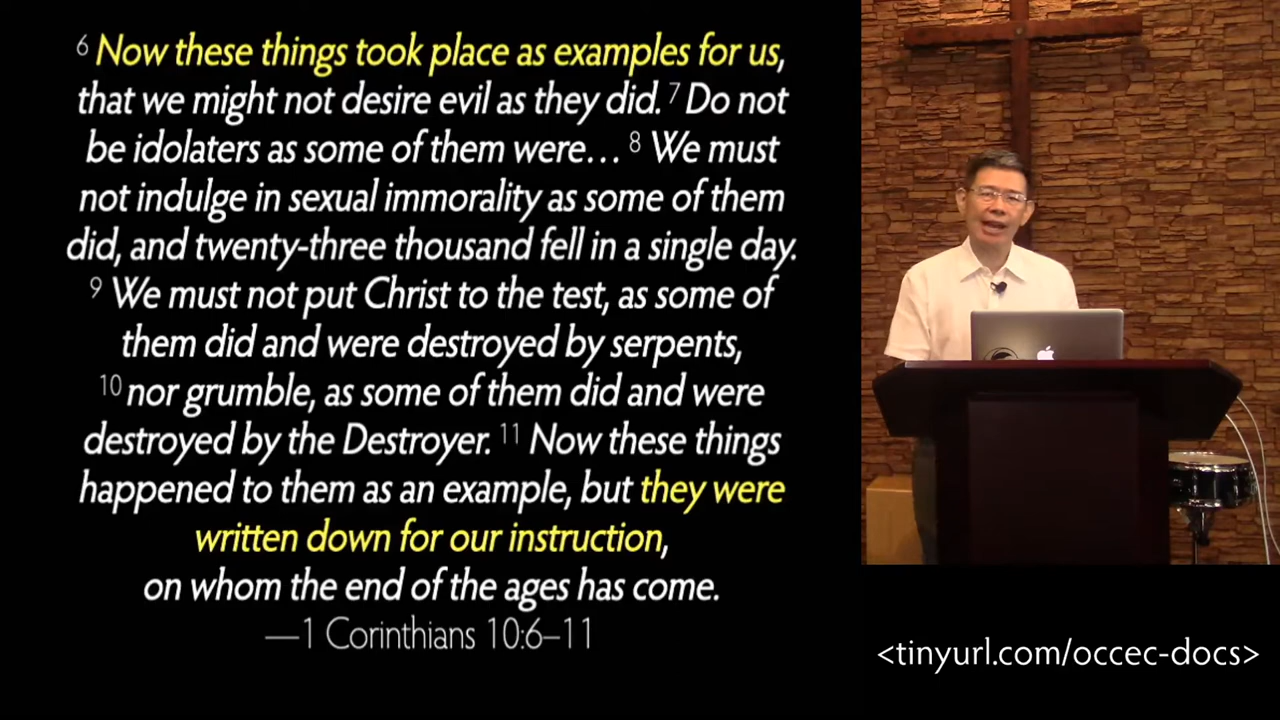 6 Now these things took place as examples for us,
that we might not desire evil as they did. 7 Do not
be idolaters as some of them were… 8 We must
not indulge in sexual immorality as some of them
did, and twenty-three thousand fell in a single day.
9 We must not put Christ to the test, as some of
them did and were destroyed by serpents,
10 nor grumble, as some of them did and were
destroyed by the Destroyer. 11 Now these things
happened to them as an example, but they were
written down for our instruction,
on whom the end of the ages has come.
—1 Corinthians 10:6–11
<tinyurl.com/occec-docs>